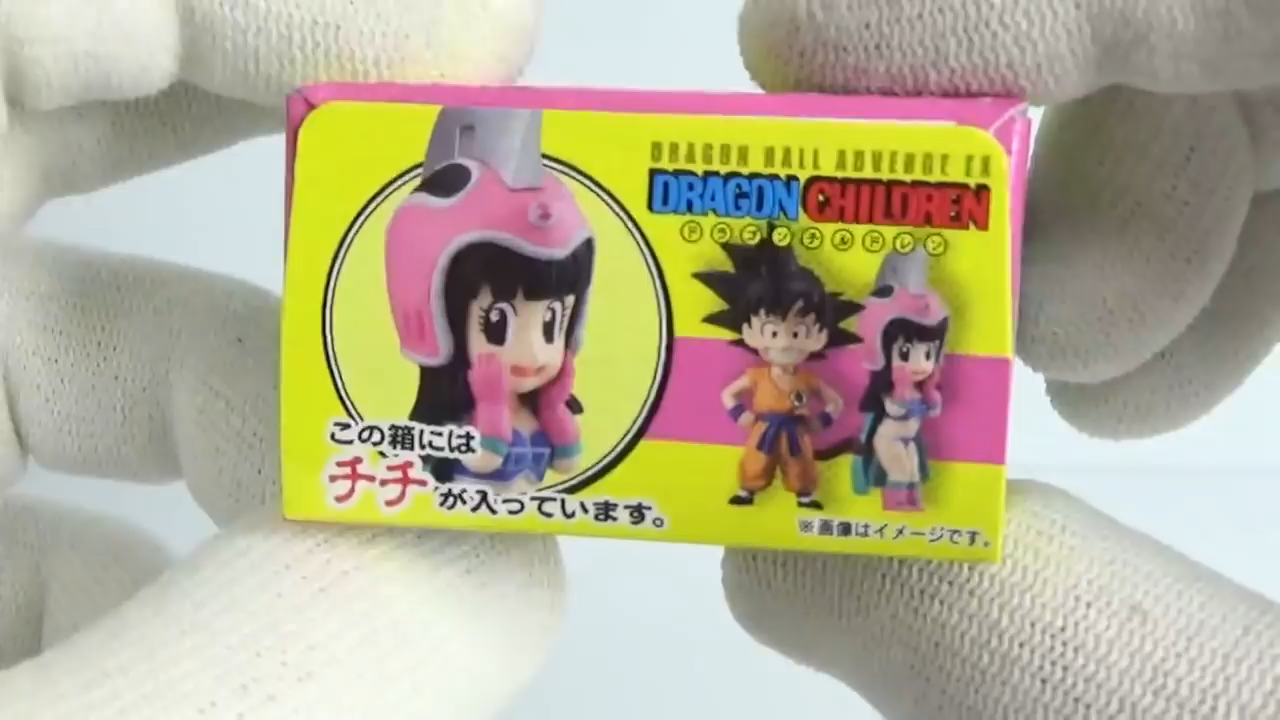 DRAGON BALL ADVERGE EX
DRAGON CHILDREN
ドラゴンチルドレン
この箱には
チチが入っています。
※画像はイメージです。